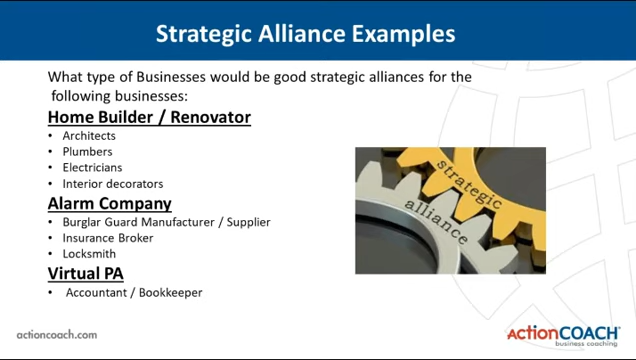 Strategic Alliance Examples
What type of Businesses would be good strategic alliances for the
following businesses:
Home Builder / Renovator
• Architects
• Plumbers
• Electricians
• Interior decorators
Alarm Company
• Burglar Guard Manufacturer / Supplier
• Insurance Broker
• Locksmith
Virtual PA
• Accountant / Bookkeeper
strategic
alliance
actioncoach.com
ActionCOACH
business coaching